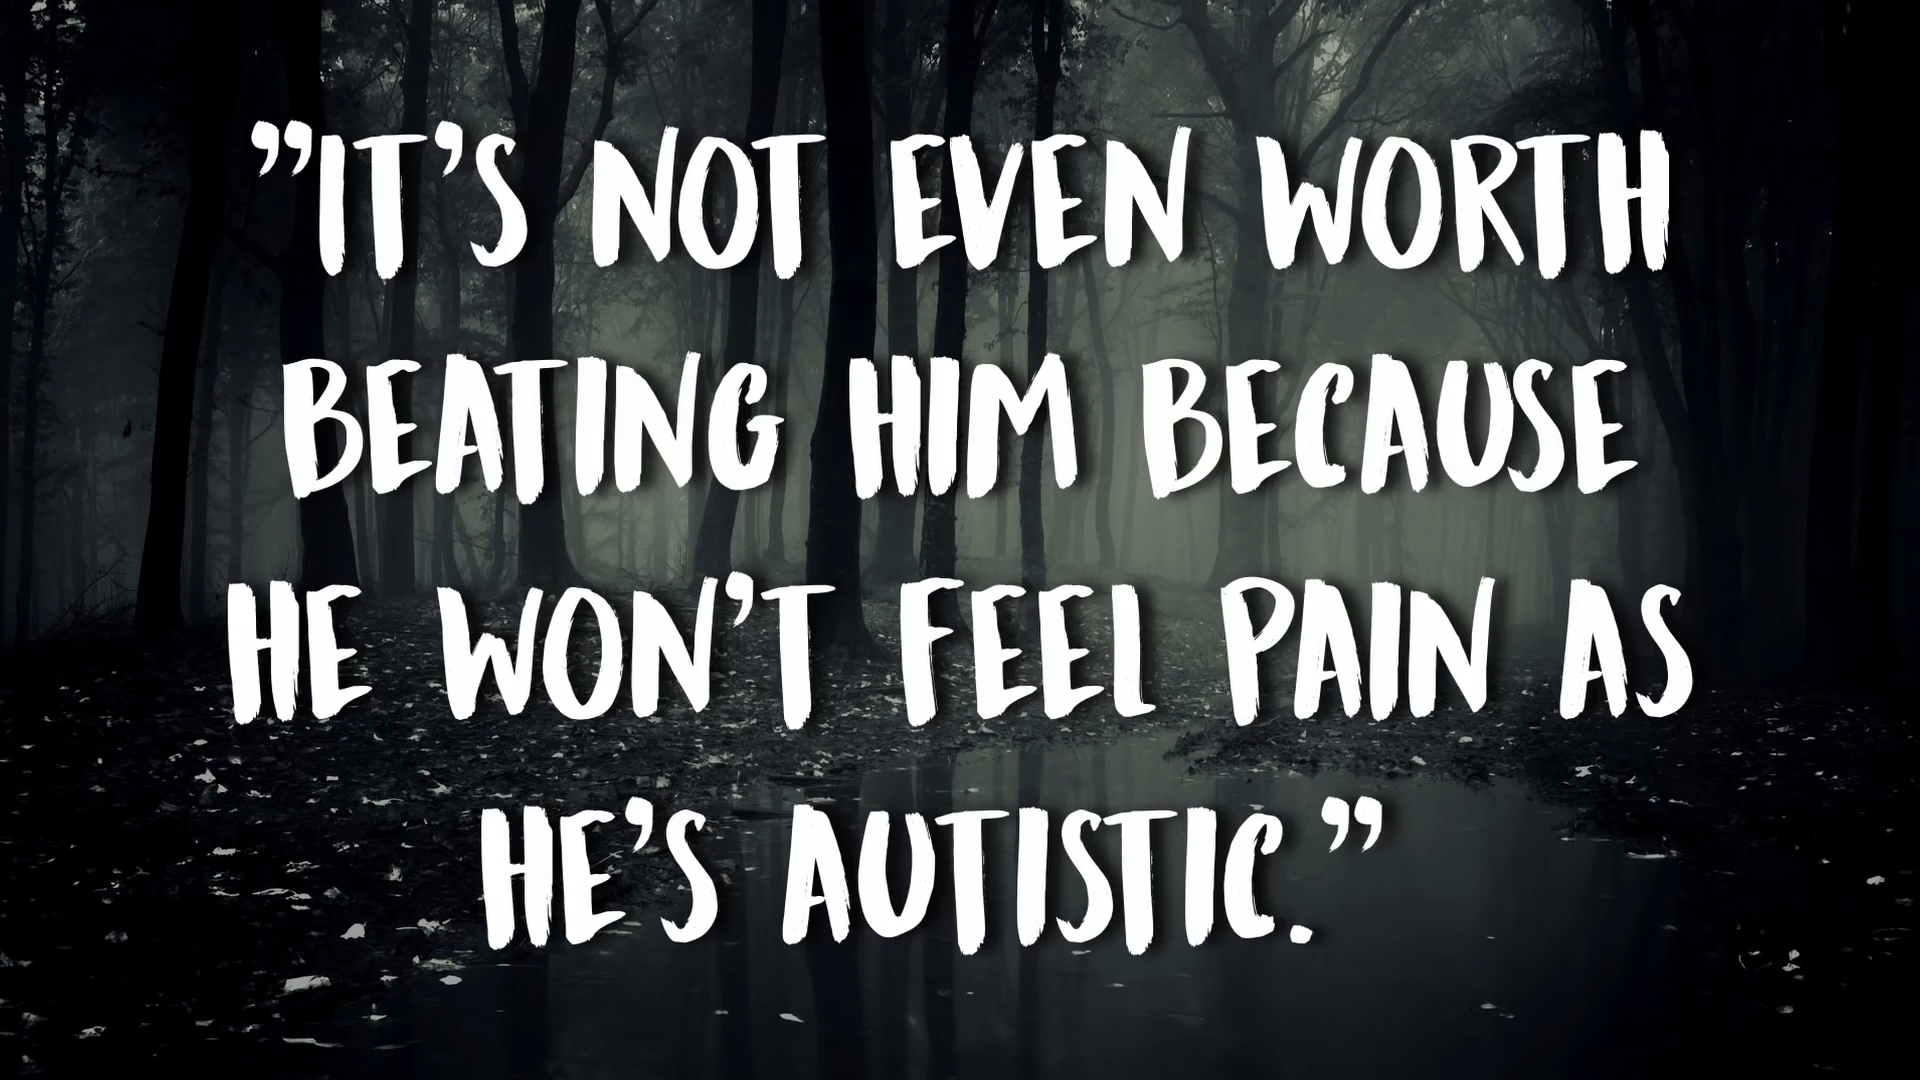 ”IT’S NOT EVEN WORTH
BEATING HIM BECAUSE
HE WON’T FEEL PAIN AS
HE’S AUTISTIC.”